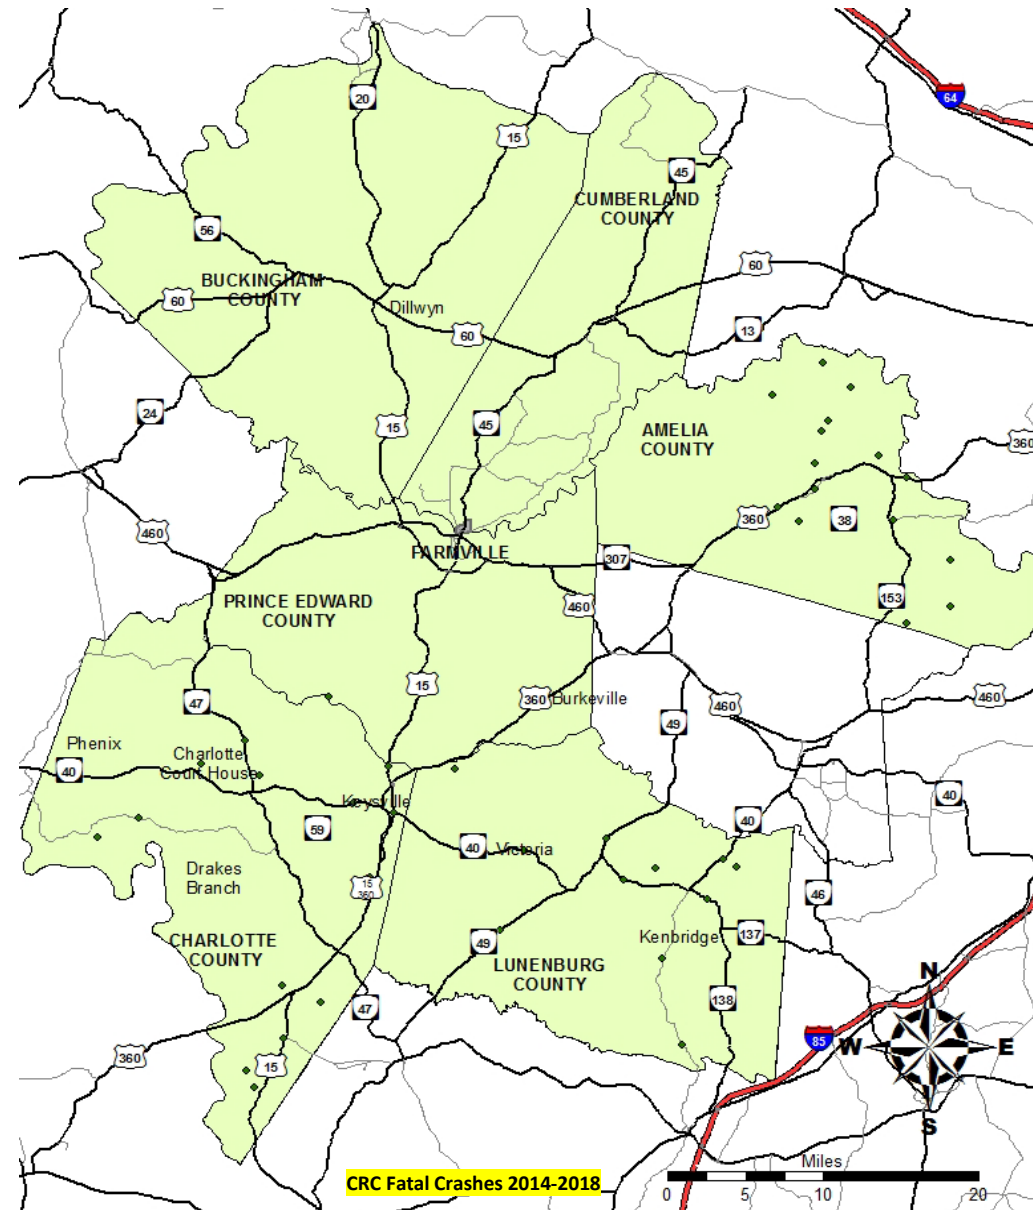 64
20
15
45
CUMBERLAND
COUNTY
56
60
BUCKINGHAM
COUNTY
60
Dillwyn
60
13
24
15
45
AMELIA
COUNTY
360
460
360
38
FARMVILLE
307
153
PRINCE EDWARD
COUNTY
460
15
47
360
Burkeville
460
460
49
Phenix
40
Charlotte
Court House
40
Keysville
59
40
Victoria
40
Drakes
Branch
15
360
46
CHARLOTTE
COUNTY
49
Kenbridge
137
LUNENBURG
COUNTY
N
138
47
85
W
E
360
15
S
CRC Fatal Crashes 2014-2018
Miles
0 5 10 20